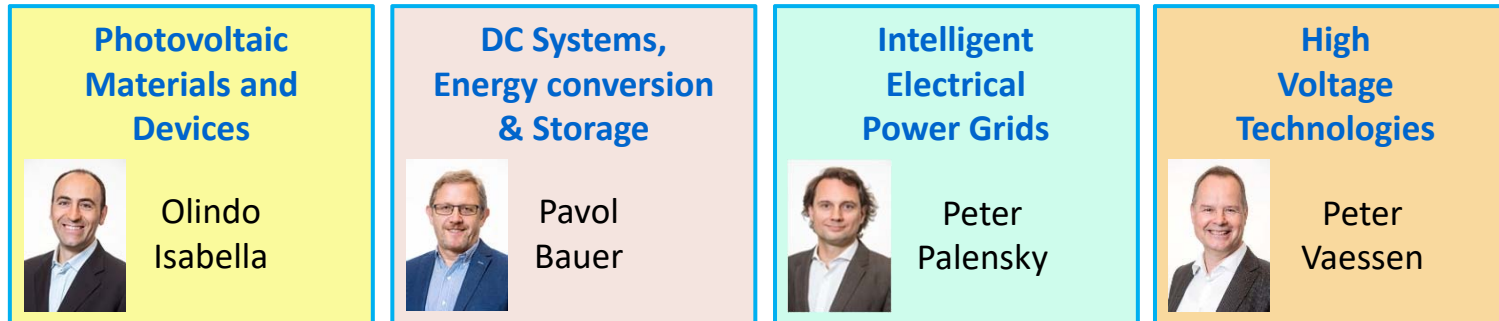 Photovoltaic
Materials and
Devices
Olindo
Isabella
DC Systems,
Energy conversion
& Storage
Pavol
Bauer
Intelligent
Electrical
Power Grids
Peter
Palensky
High
Voltage
Technologies
Peter
Vaessen